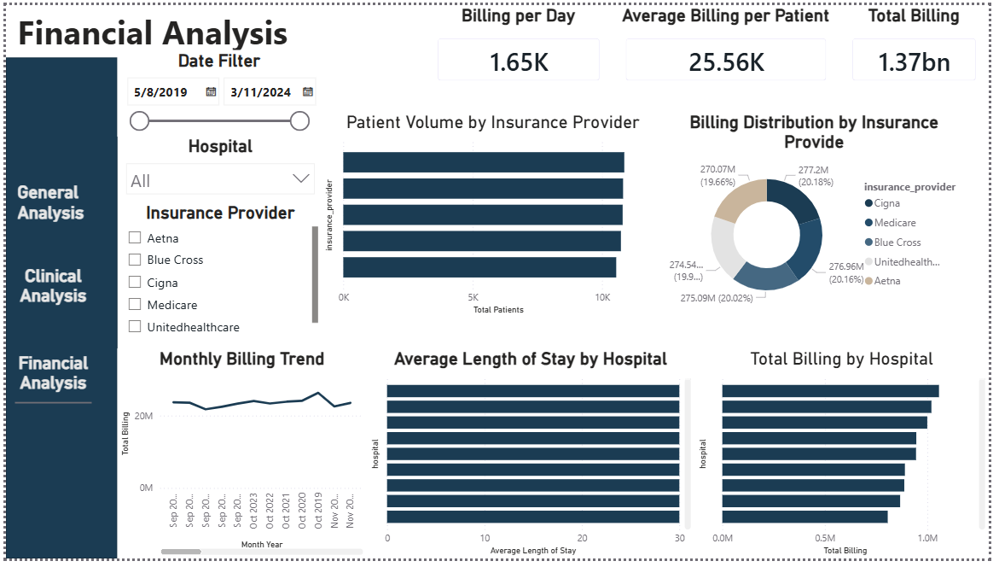 Financial Analysis
Billing per Day
Average Billing per Patient
Total Billing
1.65K
25.56K
1.37bn
General
Analysis
Clinical
Analysis
Financial
Analysis
Date Filter
5/8/2019
3/11/2024
Hospital
All
Insurance Provider
Aetna
Blue Cross
Cigna
Medicare
Unitedhealthcare
Patient Volume by Insurance Provider
insurance_provider
0K
5K
10K
Total Patients
Billing Distribution by Insurance
Provide
270.07M
(19.66%)
277.2M
(20.18%)
274.54...
(19.9...)
276.96M
(20.16%)
275.09M (20.02%)
insurance_provider
Cigna
Medicare
Blue Cross
Unitedhealth...
Aetna
Monthly Billing Trend
Total Billing
20M
0M
Sep 20...
Sep 20...
Sep 20...
Sep 20...
Sep 20...
Oct 2023
Oct 2022
Oct 2021
Oct 2020
Oct 2019
Nov 20...
Nov 20...
Month Year
Average Length of Stay by Hospital
hospital
0
10
20
30
Average Length of Stay
Total Billing by Hospital
hospital
0.0M
0.5M
1.0M
Total Billing